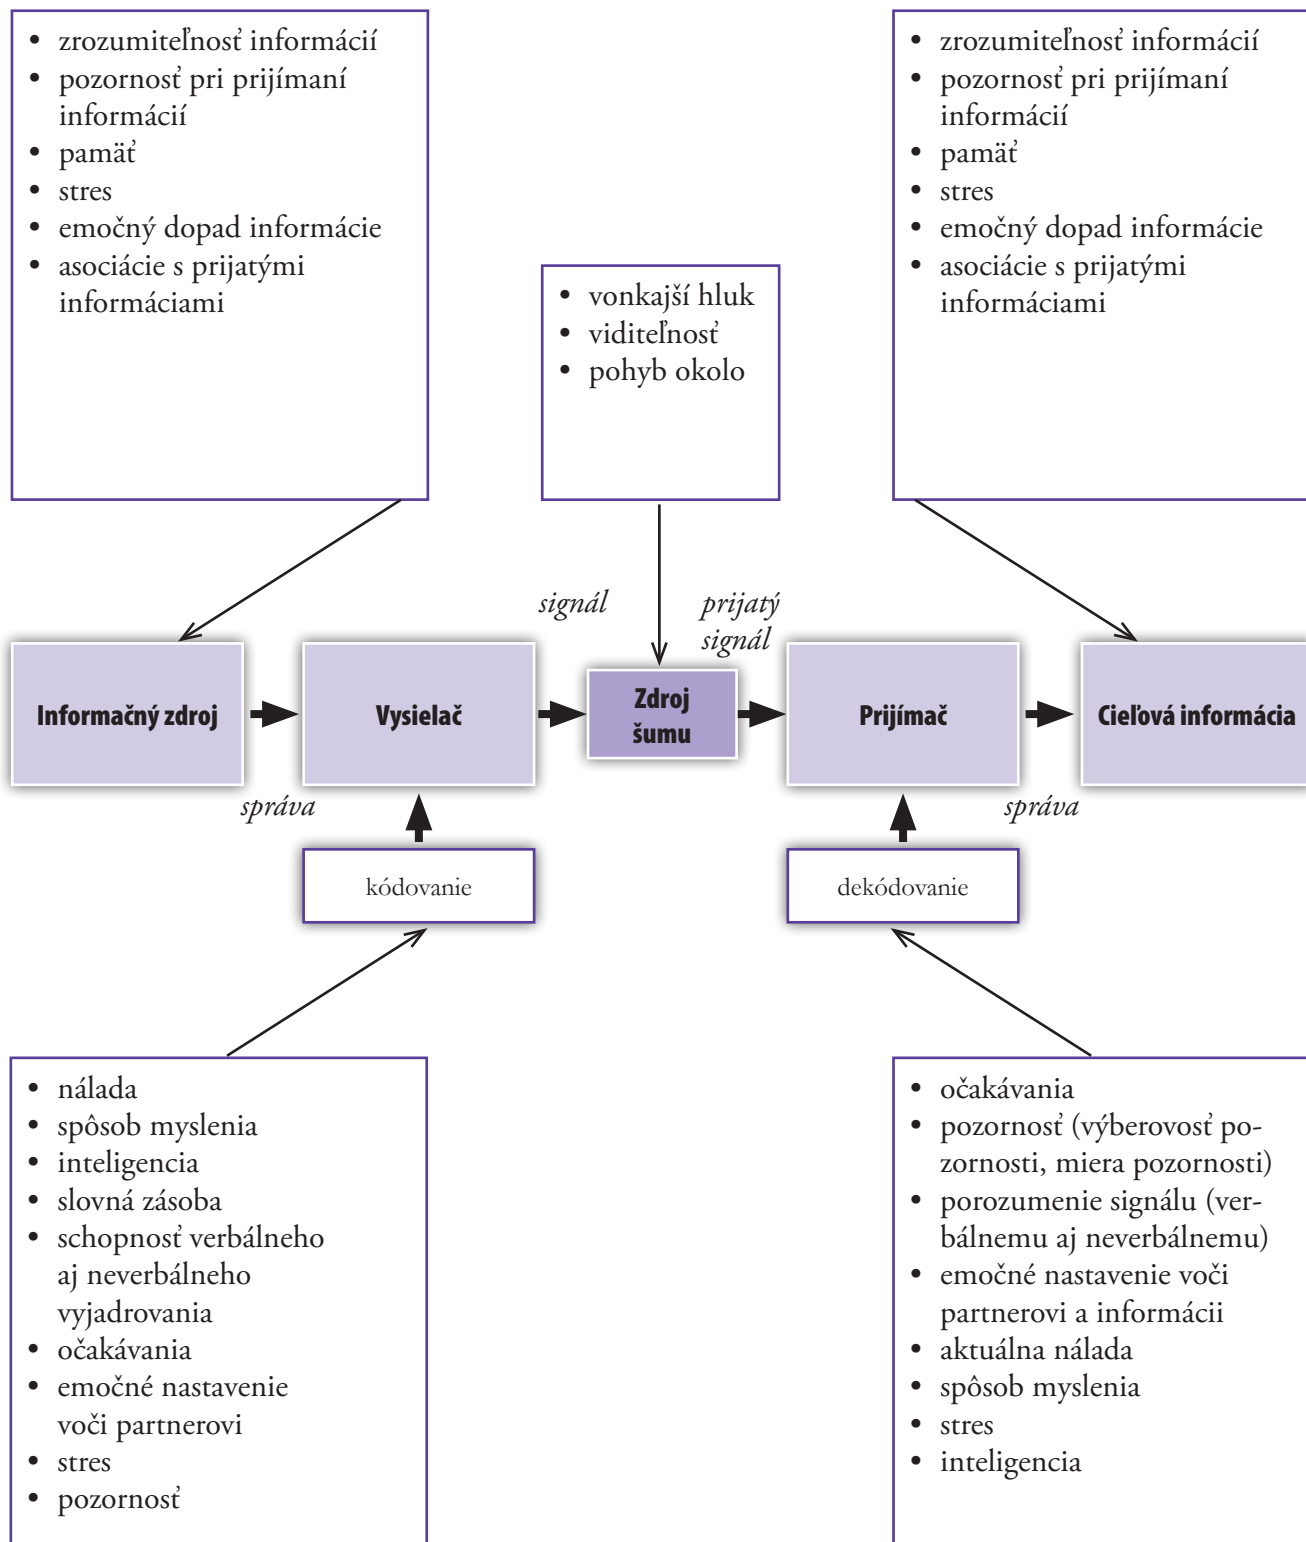 • zrozumiteľnosť informácií
• pozornosť pri prijímaní
informácií
• pamäť
• stres
• emočný dopad informácie
• asociácie s prijatými
informáciami
• vonkajší hluk
• viditeľnosť
• pohyb okolo
• zrozumiteľnosť informácií
• pozornosť pri prijímaní
informácií
• pamäť
• stres
• emočný dopad informácie
• asociácie s prijatými
informáciami
signál
prijatý
signál
Informačný zdroj
Vysielač
Zdroj
šumu
Prijímač
Cieľová informácia
správa
správa
kódovanie
dekódovanie
• nálada
• spôsob myslenia
• inteligencia
• slovná zásoba
• schopnosť verbálneho
aj neverbálneho
vyjadrovania
• očakávania
• emočné nastavenie
voči partnerovi
• stres
• pozornosť
• očakávania
• pozornosť (výberovosť po-
zornosti, miera pozornosti)
• porozumenie signálu (ver-
bálnemu aj neverbálnemu)
• emočné nastavenie voči
partnerovi a informácii
• aktuálna nálada
• spôsob myslenia
• stres
• inteligencia